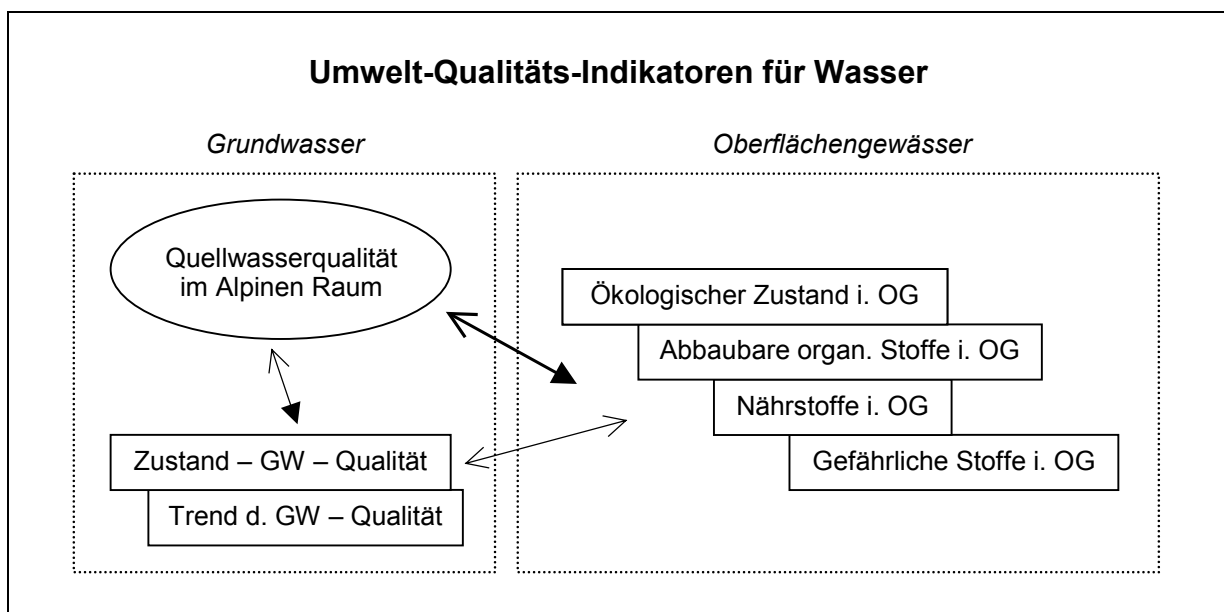 Umwelt-Qualitäts-Indikatoren für Wasser
Grundwasser
Oberflächengewässer
Quellwasserqualität
im Alpinen Raum
Zustand – GW – Qualität
Trend d. GW – Qualität
Ökologischer Zustand i. OG
Abbaubare organ. Stoffe i. OG
Nährstoffe i. OG
Gefährliche Stoffe i. OG